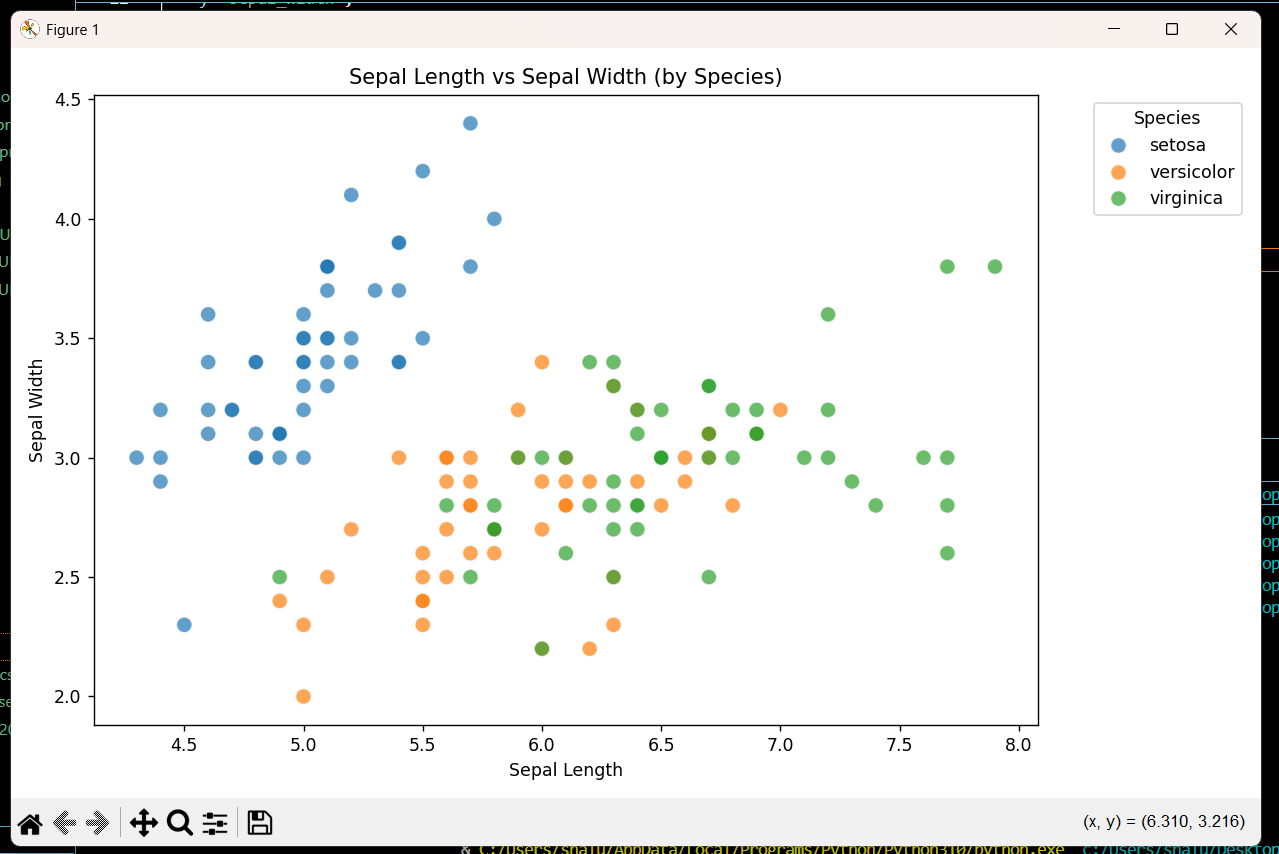 Figure 1
Sepal Length vs Sepal Width (by Species)
Species
setosa
versicolor
virginica
Sepal Width
4.5
4.0
3.5
3.0
2.5
2.0
4.5 5.0 5.5 6.0 6.5 7.0 7.5 8.0
Sepal Length
(x, y) = (6.310, 3.216)